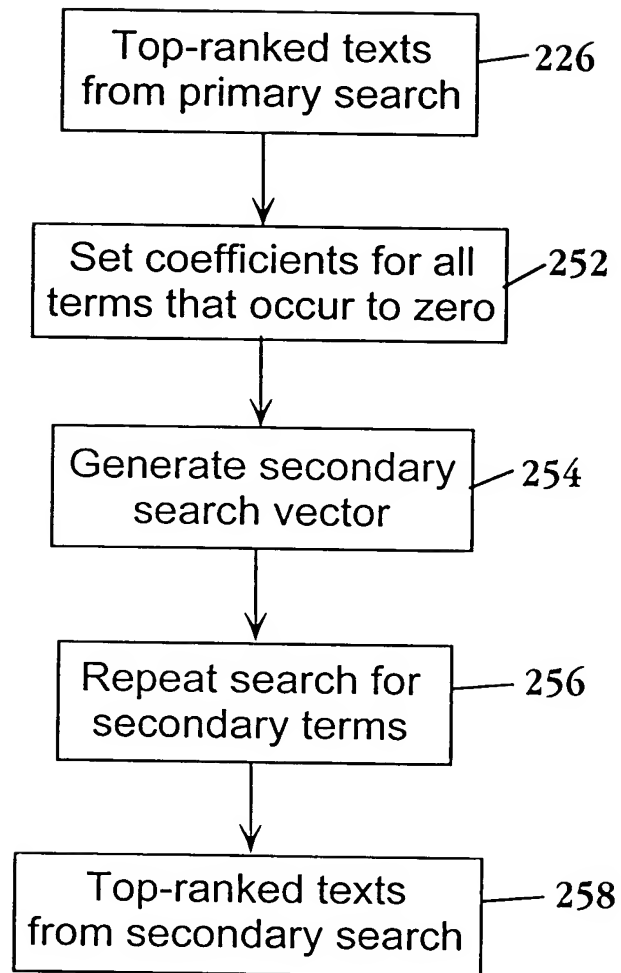 Top-ranked texts
from primary search
226
Set coefficients for all
terms that occur to zero
252
Generate secondary
search vector
254
Repeat search for
secondary terms
256
Top-ranked texts
from secondary search
258